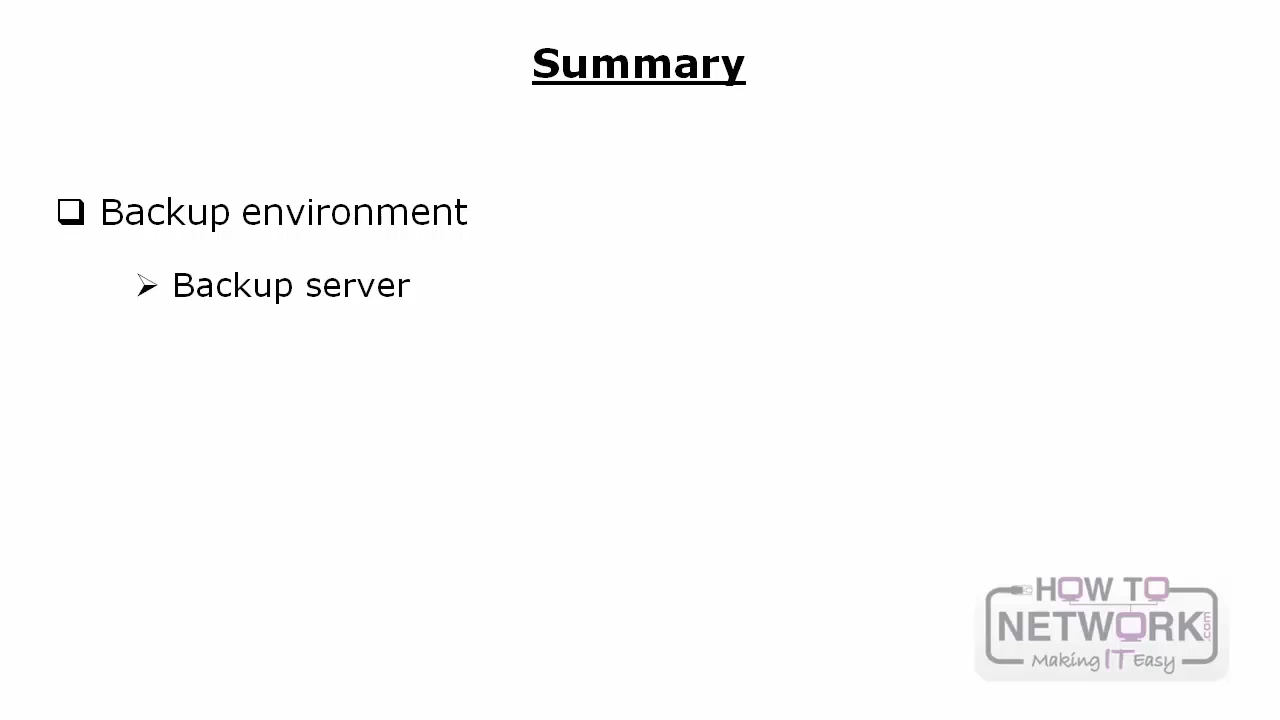 Summary
Backup environment
Backup server
HOW TO
NETWORK.com
Making IT Easy